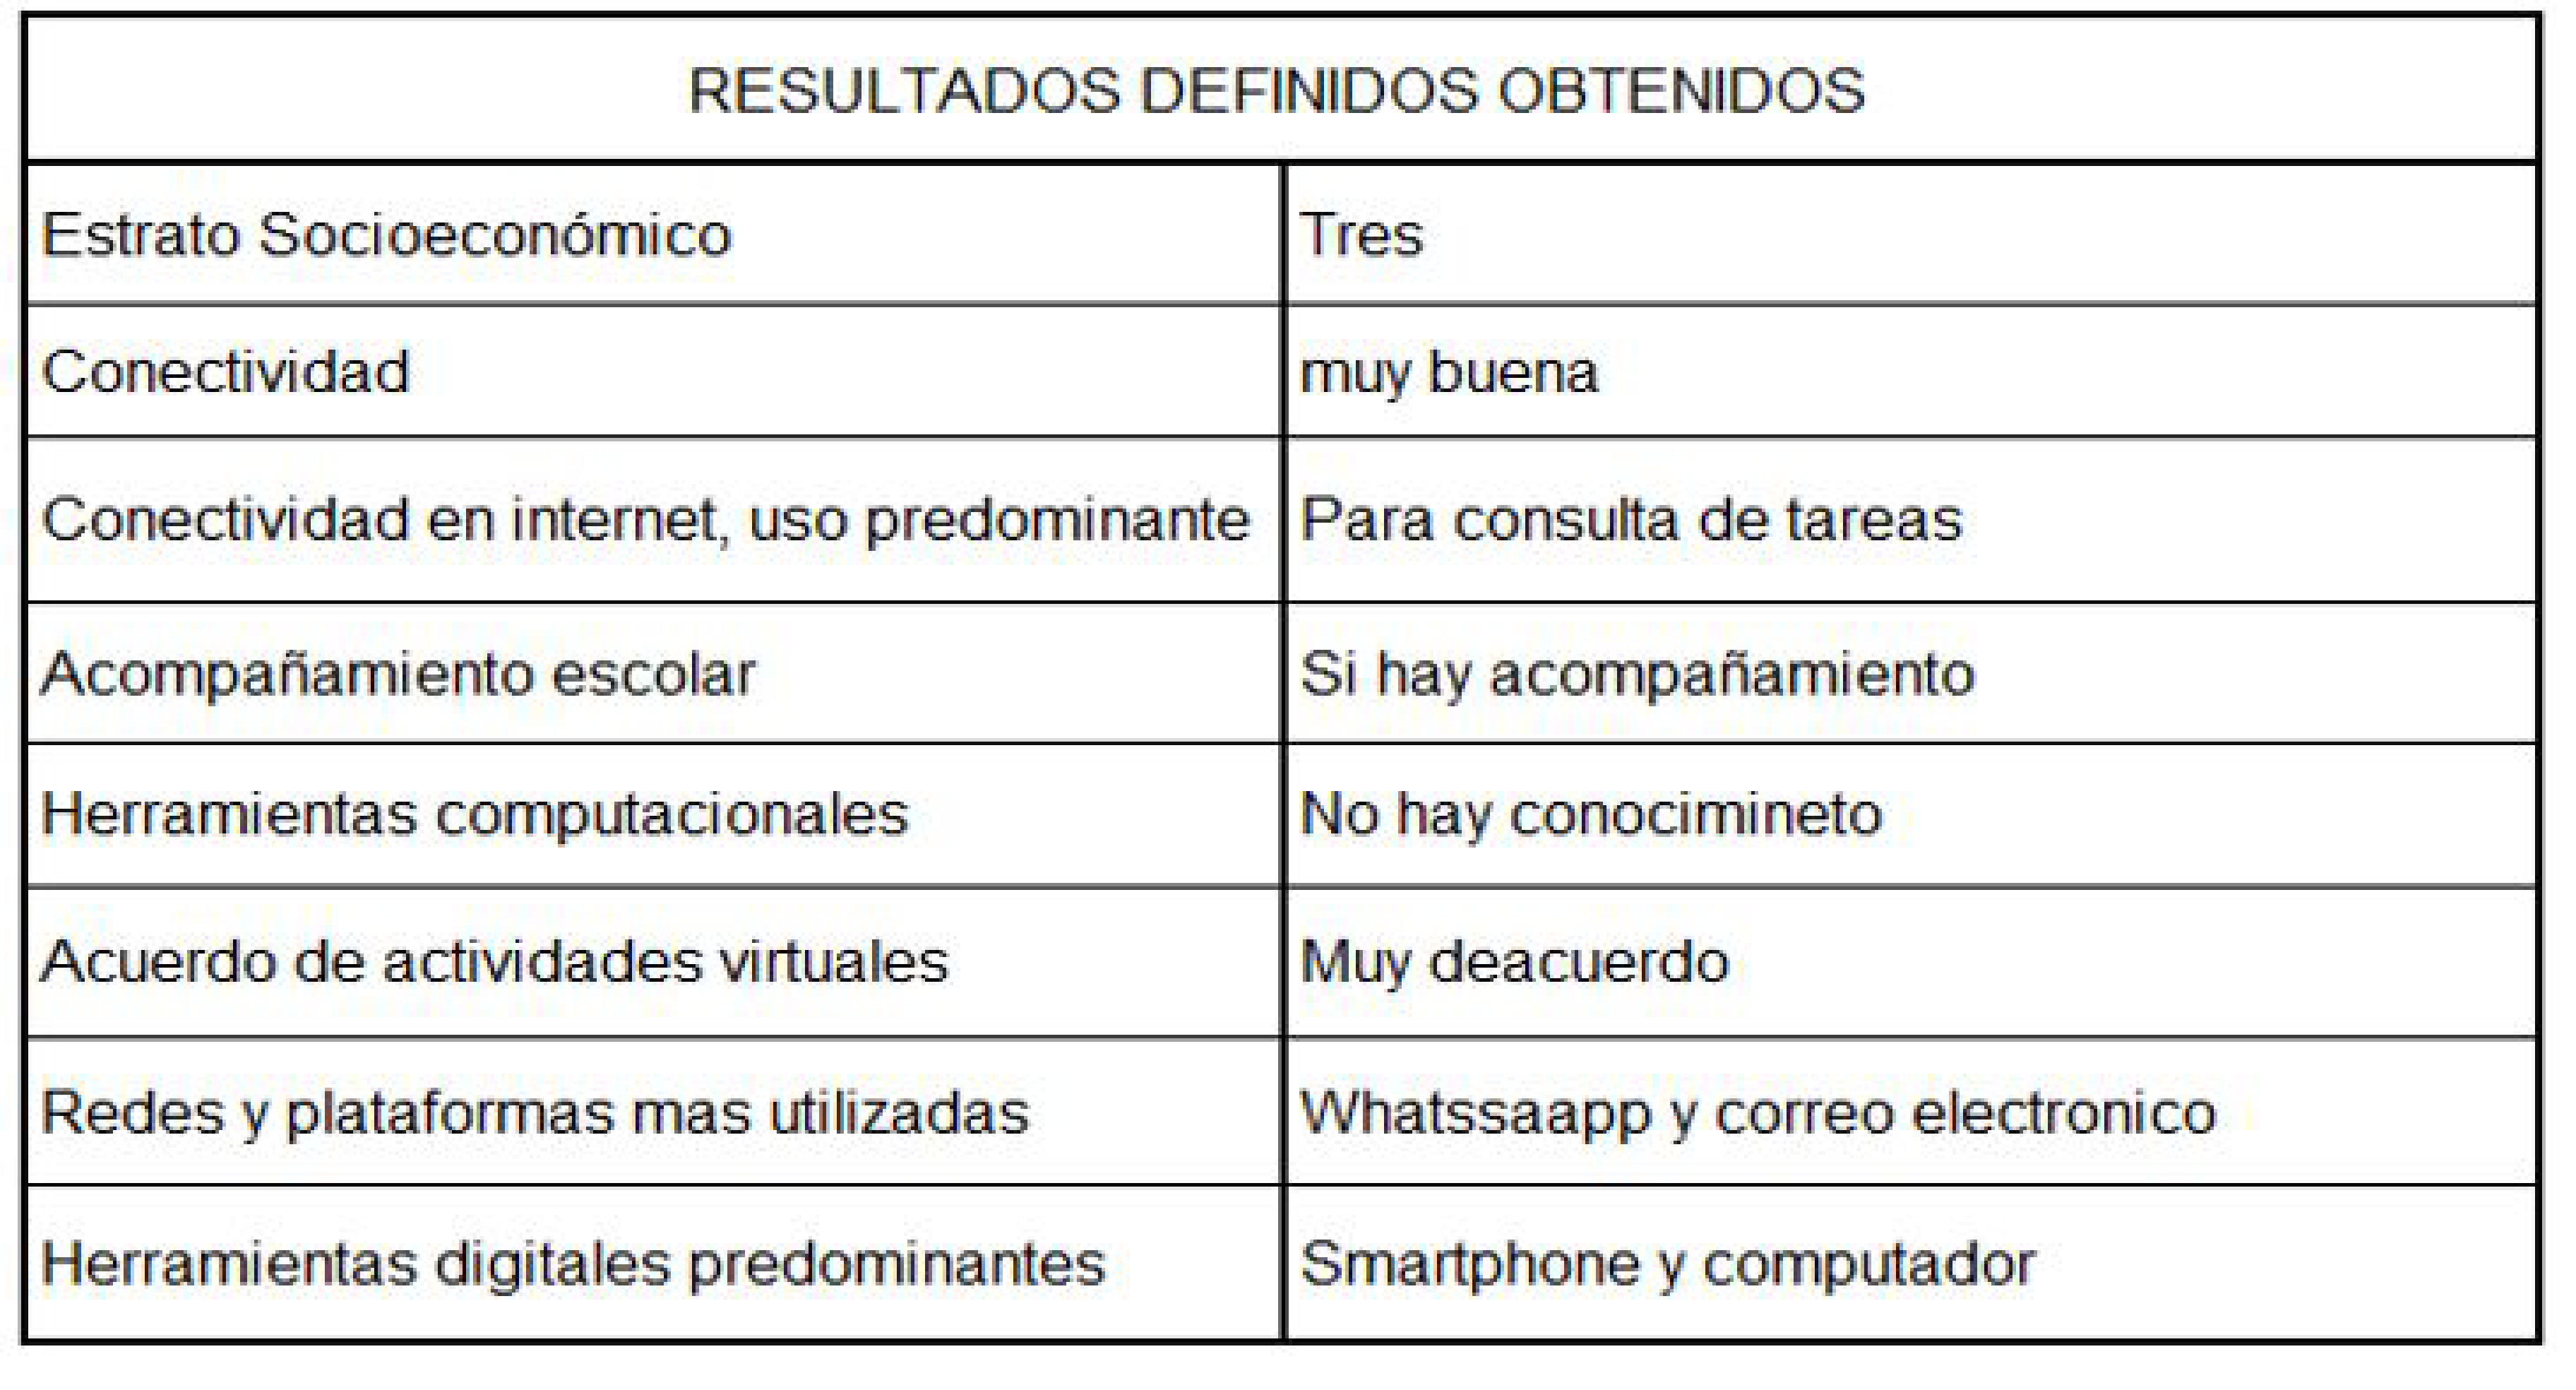 RESULTADOS DEFINIDOS OBTENIDOS
Estrato Socioeconómico Tres
Conectividad muy buena
Conectividad en internet, uso predominante Para consulta de tareas
Acompañamiento escolar Si hay acompañamiento
Herramientas computacionales No hay conocimineto
Acuerdo de actividades virtuales Muy deacuerdo
Redes y plataformas mas utilizadas Whatssaapp y correo electronico
Herramientas digitales predominantes Smartphone y computador